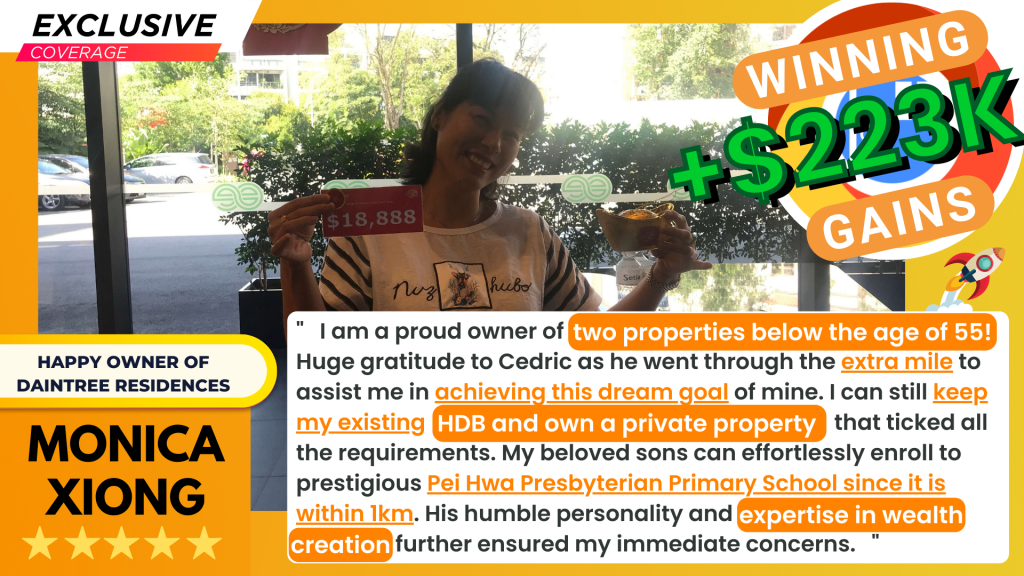 EXCLUSIVE
COVERAGE
WINNING
+$223K
GAINS
$18,888
HAPPY OWNER OF
DAINTREE RESIDENCES
MONICA
XIONG
" I am a proud owner of two properties below the age of 55!
Huge gratitude to Cedric as he went through the extra mile to
assist me in achieving this dream goal of mine. I can still keep
my existing HDB and own a private property that ticked all
the requirements. My beloved sons can effortlessly enroll to
prestigious Pei Hwa Presbyterian Primary School since it is
within 1km. His humble personality and expertise in wealth
creation further ensured my immediate concerns. "